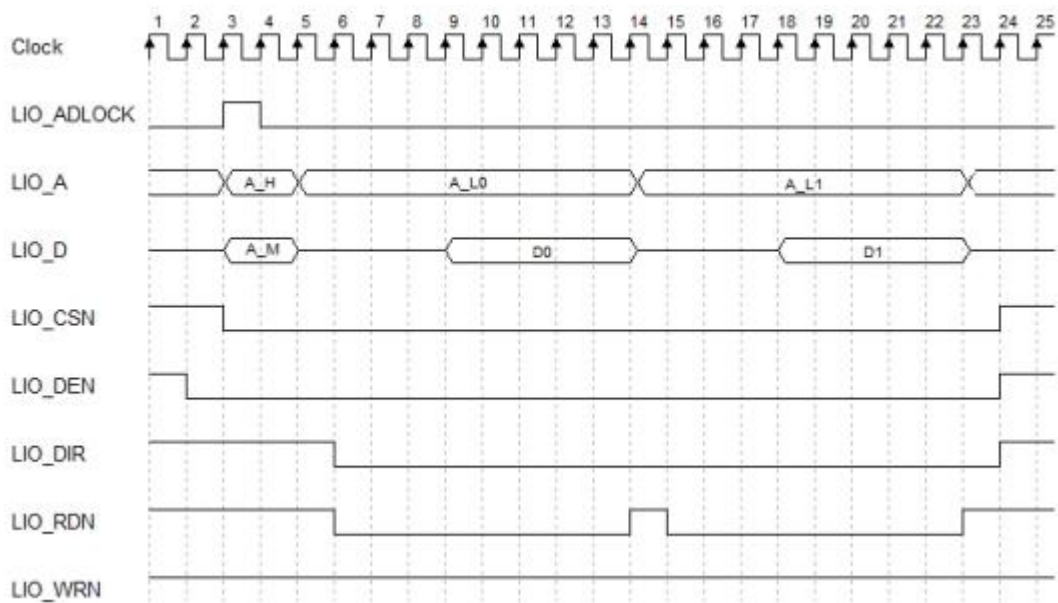 1 2 3 4 5 6 7 8 9 10 11 12 13 14 15 16 17 18 19 20 21 22 23 24 25
Clock
LIO_ADLOCK
LIO_A A_H A_L0 A_L1
LIO_D A_M D0 D1
LIO_CSN
LIO_DEN
LIO_DIR
LIO_RDN
LIO_WRN